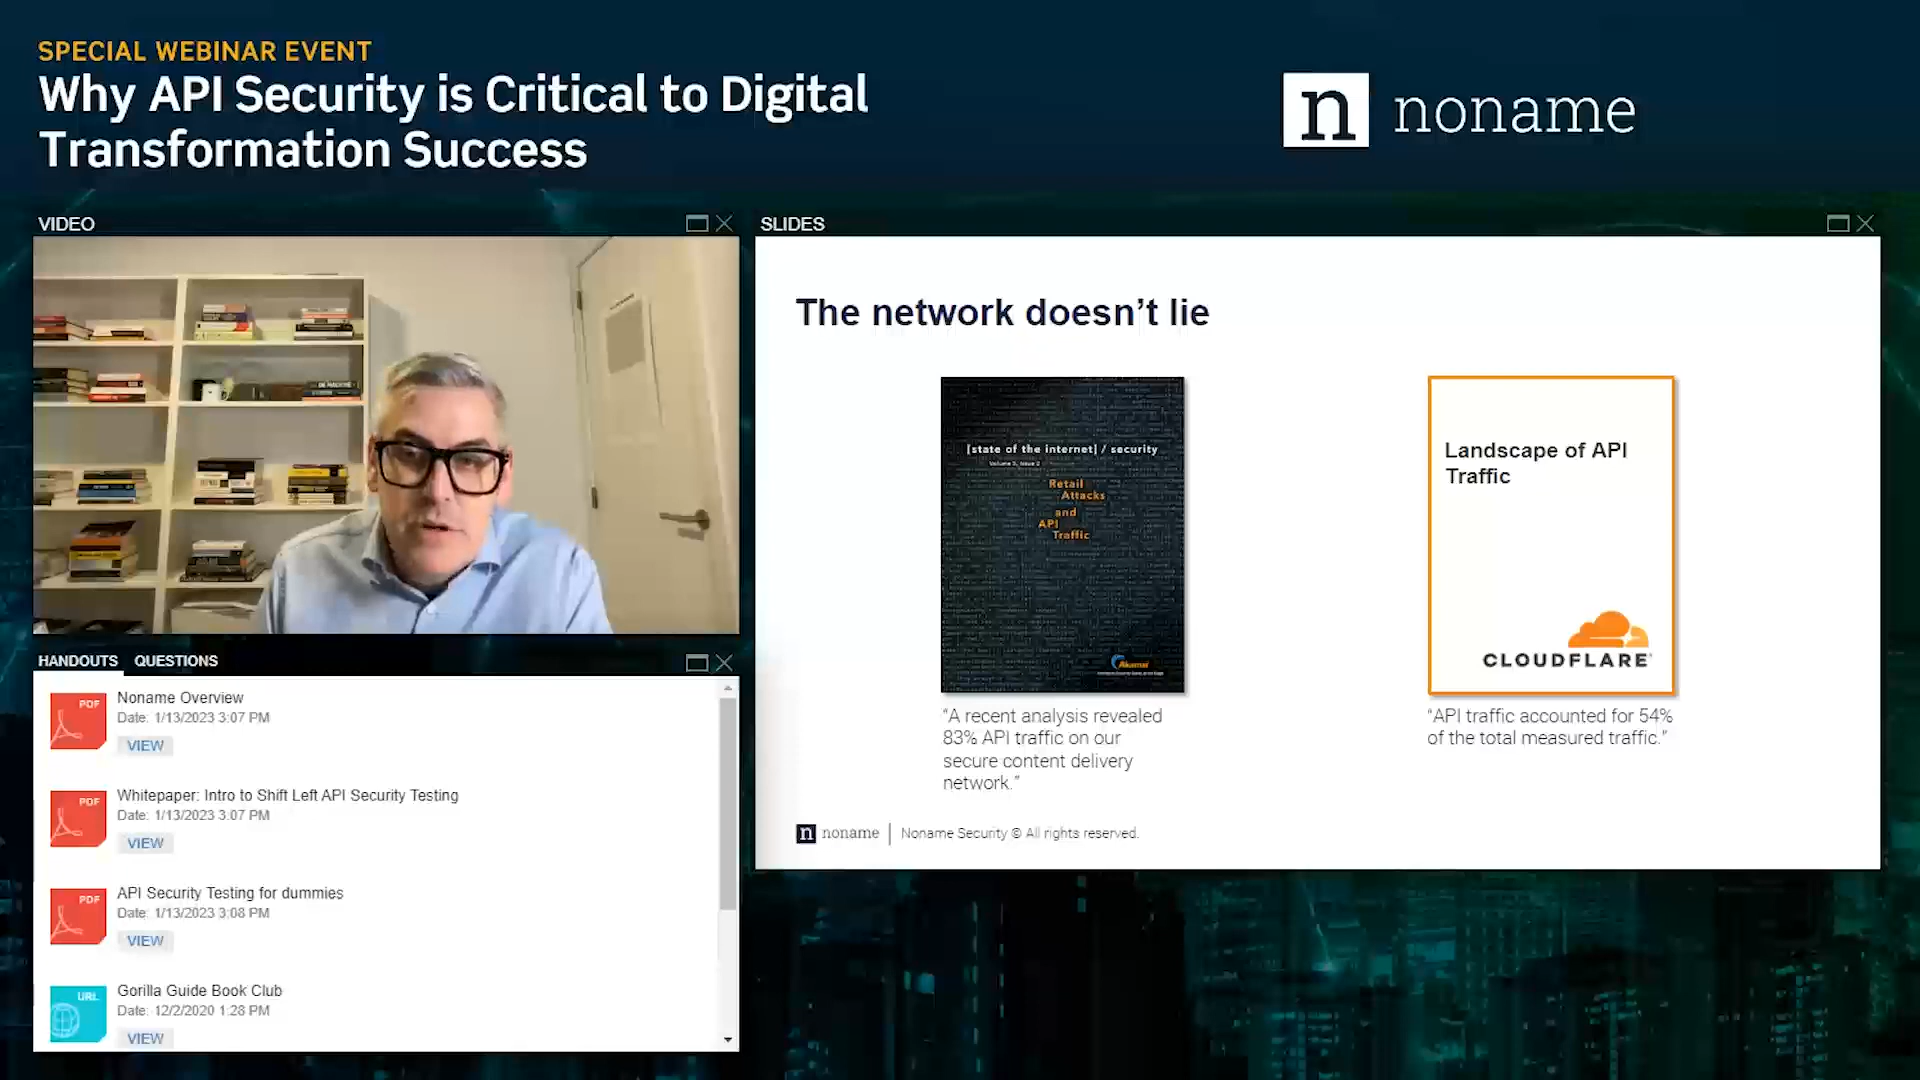 SPECIAL WEBINAR EVENT
Why API Security is Critical to Digital
Transformation Success
n noname
VIDEO
SLIDES
The network doesn’t lie
[state of the internet] / security
Volume 5, Issue 2
Retail
Attacks
and
API
Traffic
Akamai
“A recent analysis revealed
83% API traffic on our
secure content delivery
network.”
Landscape of API
Traffic
CLOUDFLARE
“API traffic accounted for 54%
of the total measured traffic.”
n noname | Noname Security © All rights reserved.
HANDOUTS QUESTIONS
PDF
Noname Overview
Date: 1/13/2023 3:07 PM
VIEW
PDF
Whitepaper: Intro to Shift Left API Security Testing
Date: 1/13/2023 3:07 PM
VIEW
PDF
API Security Testing for dummies
Date: 1/13/2023 3:08 PM
VIEW
URL
Gorilla Guide Book Club
Date: 12/2/2020 1:28 PM
VIEW